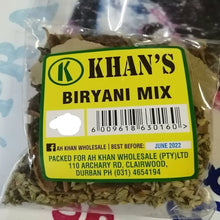 K KHAN'S
BIRYANI MIX
6 009618 630160 >
AH KHAN WHOLESALE | BEST BEFORE: JUNE 2022
PACKED FOR AH KHAN WHOLESALE (PTY)LTD
110 ARCHARY RD, CLAIRWOOD,
DURBAN PH (031) 4654194